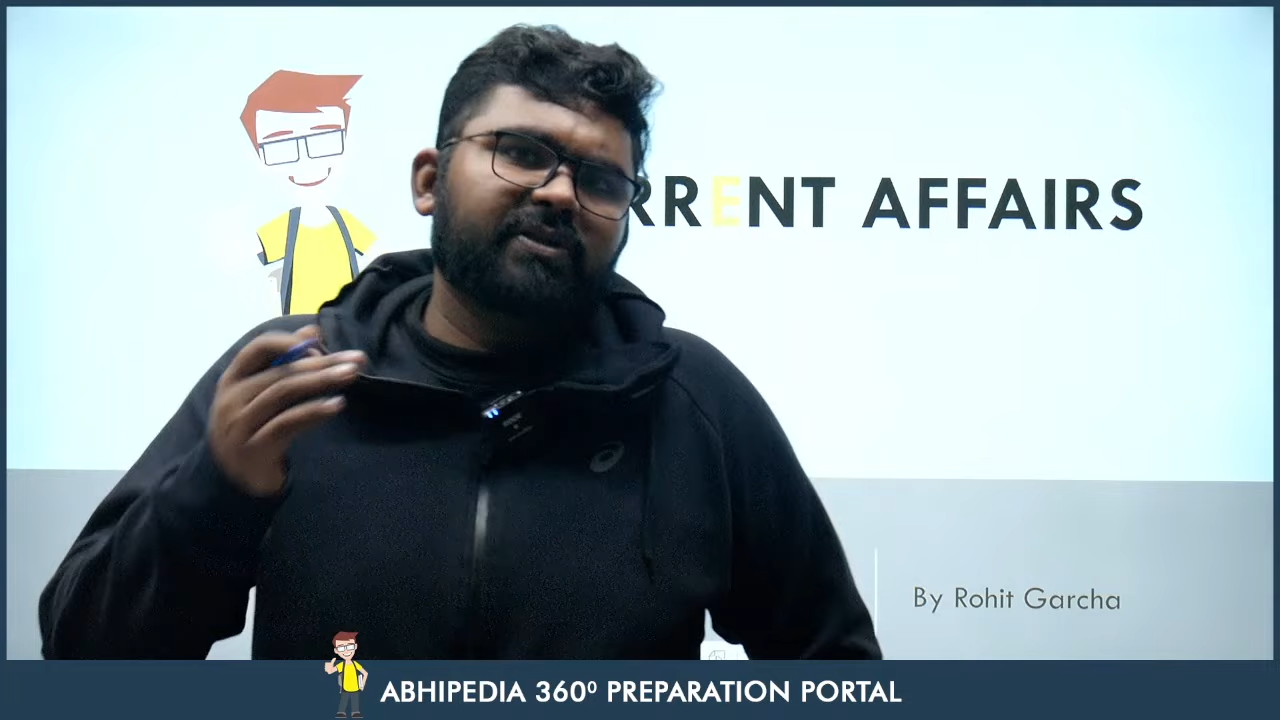 RRENT AFFAIRS
By Rohit Garcha
ABHIPEDIA 360⁰ PREPARATION PORTAL